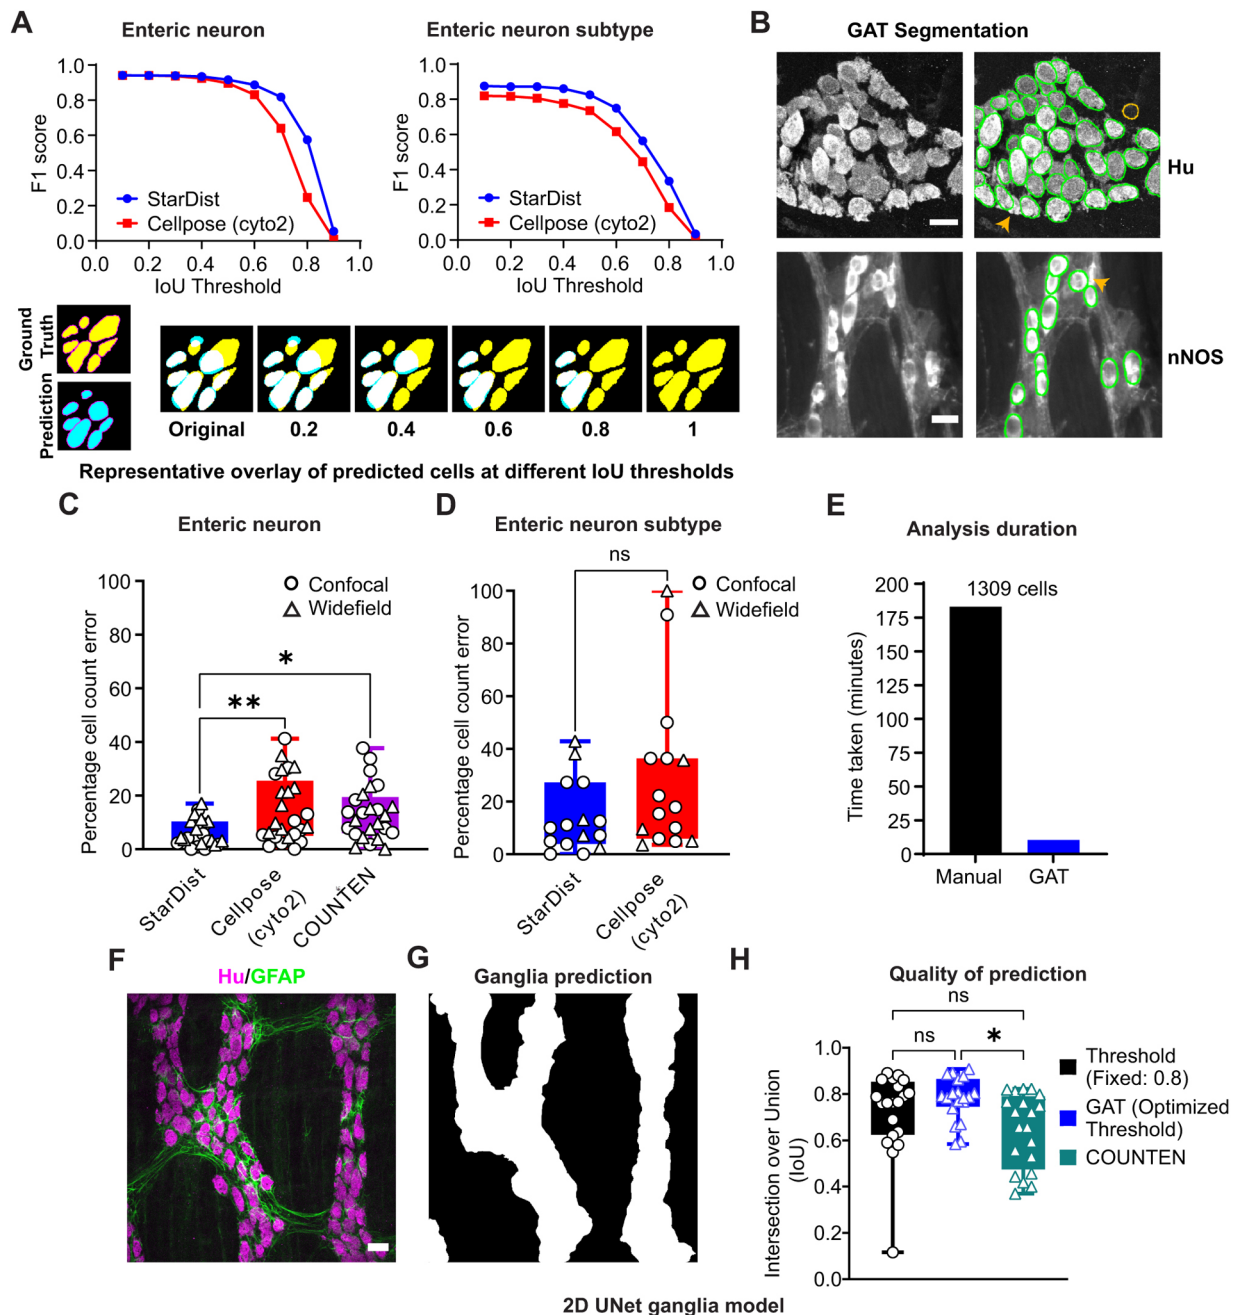 A
Enteric neuron
1.0
0.8
0.6
0.4
0.2
0.0
F1 score
StarDist
Cellpose (cyto2)
0.0 0.2 0.4 0.6 0.8 1.0
IoU Threshold
Enteric neuron subtype
1.0
0.8
0.6
0.4
0.2
0.0
F1 score
StarDist
Cellpose (cyto2)
0.0 0.2 0.4 0.6 0.8 1.0
IoU Threshold
Ground
Truth
Prediction
Original 0.2 0.4 0.6 0.8 1
Representative overlay of predicted cells at different IoU thresholds
B
GAT Segmentation
Hu
nNOS
C
Enteric neuron
Confocal
Widefield
100
80
60
40
20
0
Percentage cell count error
*
**
StarDist
Cellpose
(cyto2)
COUNTEN
D
Enteric neuron subtype
ns
Confocal
Widefield
100
80
60
40
20
0
Percentage cell count error
StarDist
Cellpose
(cyto2)
E
Analysis duration
1309 cells
200
175
150
125
100
75
50
25
0
Time taken (minutes)
Manual GAT
F
Hu/GFAP
G
Ganglia prediction
H
Quality of prediction
ns
ns *
1.0
0.8
0.6
0.4
0.2
0.0
Intersection over Union
(IoU)
Threshold
(Fixed: 0.8)
GAT (Optimized
Threshold)
COUNTEN
2D UNet ganglia model